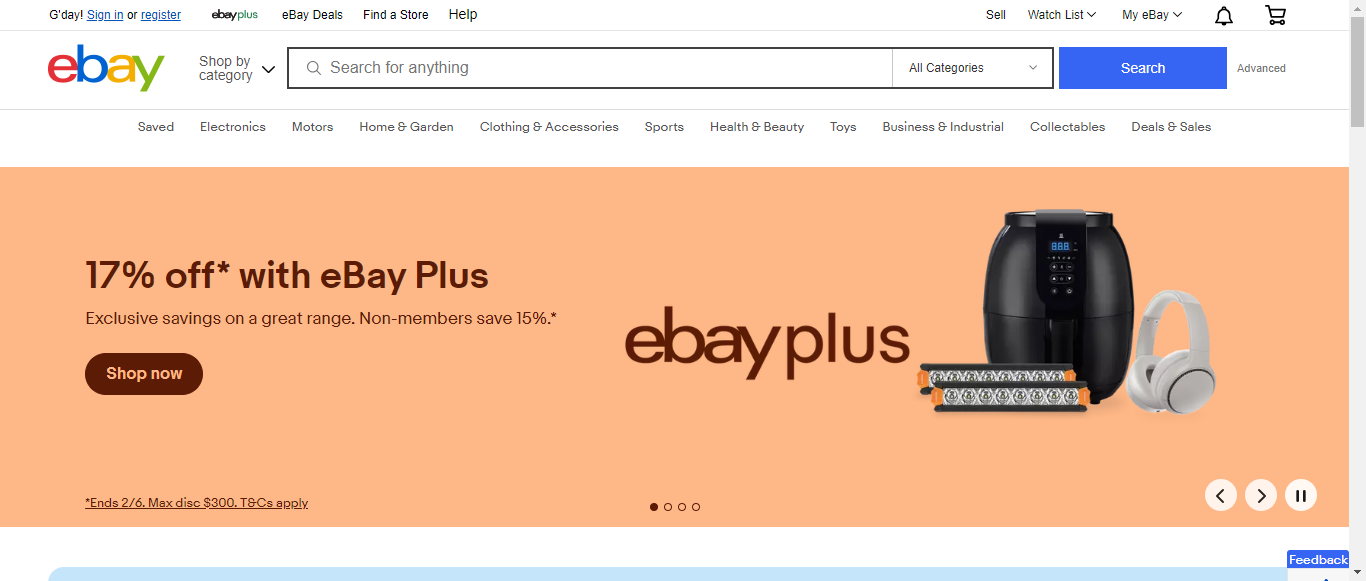 G'day! Sign in or register ebayplus eBay Deals Find a Store Help Sell Watch List My eBay
ebay Shop by category Search for anything All Categories Search Advanced
Saved Electronics Motors Home & Garden Clothing & Accessories Sports Health & Beauty Toys Business & Industrial Collectables Deals & Sales
17% off* with eBay Plus
Exclusive savings on a great range. Non-members save 15%.*
ebayplus
Shop now
*Ends 2/6. Max disc $300. T&Cs apply
Feedback